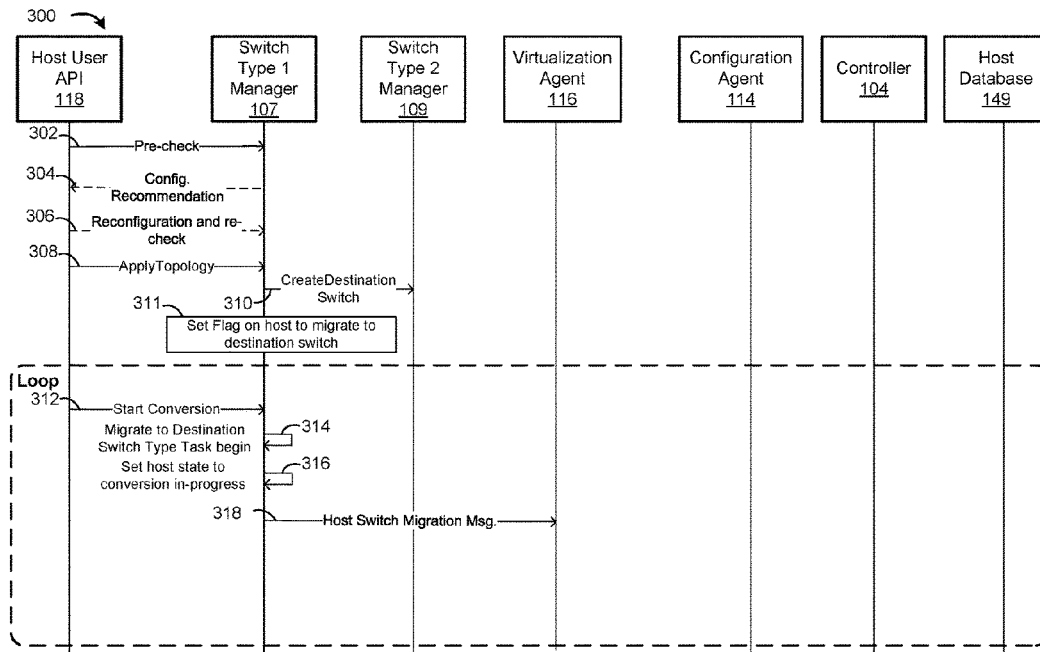 300
Host User
API
118
Switch
Type 1
Manager
107
Switch
Type 2
Manager
109
Virtualization
Agent
116
Configuration
Agent
114
Controller
104
Host
Database
149
302
Pre-check
304
Config.
Recommendation
306
Reconfiguration and re-
check
308
ApplyTopology
310
CreateDestination
Switch
311
Set Flag on host to migrate to
destination switch
Loop
312
Start Conversion
Migrate to Destination
Switch Type Task begin
314
Set host state to
conversion in-progress
316
318
Host Switch Migration Msg.